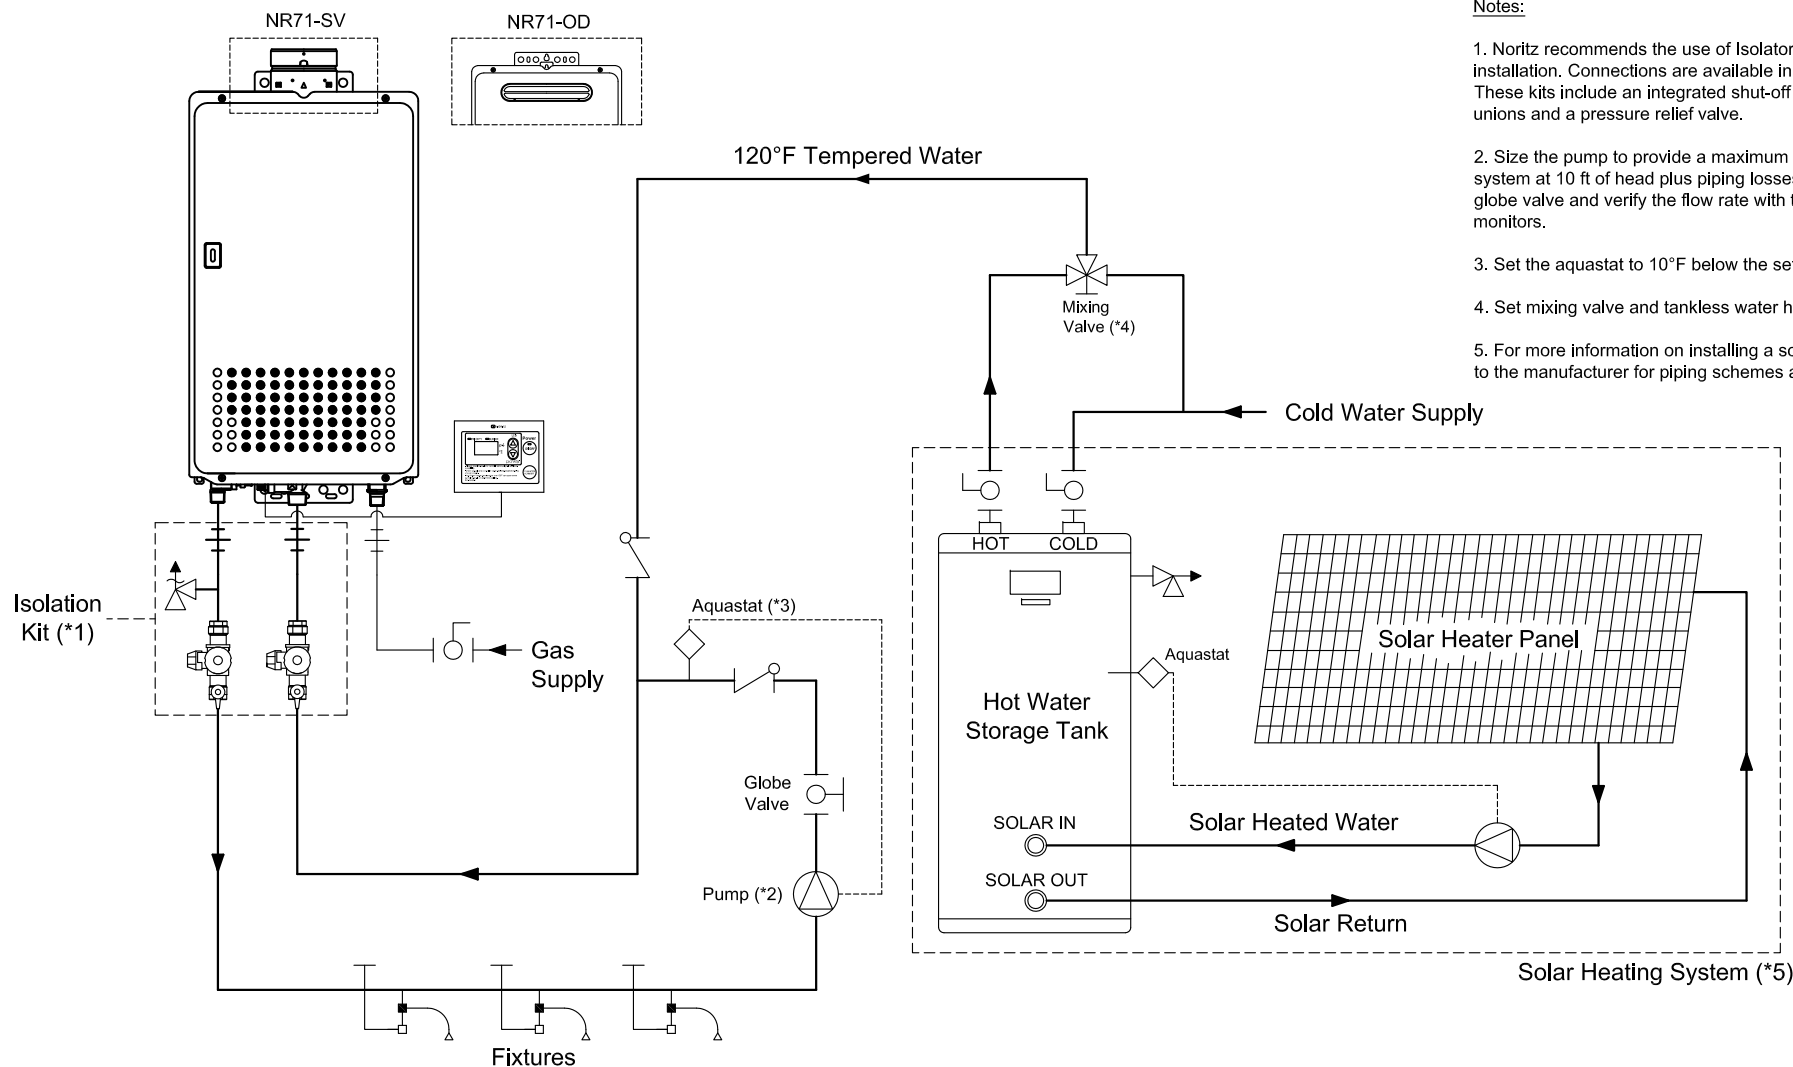 NR71-SV
NR71-OD
Notes:
1. Noritz recommends the use of Isolator
installation. Connections are available in
These kits include an integrated shut-off
unions and a pressure relief valve.
2. Size the pump to provide a maximum
system at 10 ft of head plus piping losses
globe valve and verify the flow rate with
monitors.
3. Set the aquastat to 10°F below the set
4. Set mixing valve and tankless water h
5. For more information on installing a so
to the manufacturer for piping schemes a
120°F Tempered Water
Mixing
Valve (*4)
Cold Water Supply
HOT
COLD
Isolation
Kit (*1)
Gas
Supply
Aquastat (*3)
Aquastat
Solar Heater Panel
Hot Water
Storage Tank
Globe
Valve
SOLAR IN
Solar Heated Water
SOLAR OUT
Solar Return
Pump (*2)
Solar Heating System (*5)
Fixtures